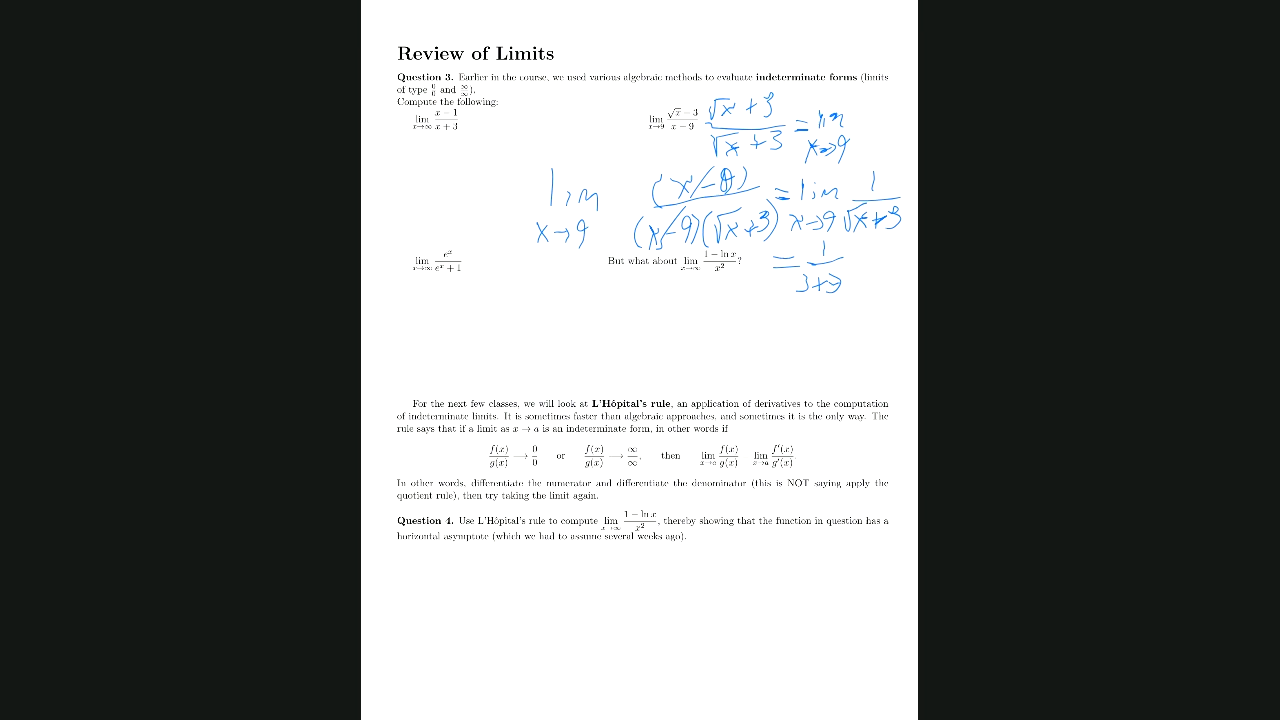 Review of Limits
Question 3. Earlier in the course, we used various algebraic methods to evaluate indeterminate forms (limits
of type 0/0 and ∞/∞).
Compute the following:
lim x→∞ (x − 1)/(x + 3)
lim x→9 (√x − 3)/(x − 9) (√x + 3)/(√x + 3) = lim x→9
lim x→9 (x − 9)/((x − 9)(√x + 3)) = lim x→9 1/(√x + 3)
lim x→∞ e^x/(e^x + 1)
But what about lim x→∞ (1 − ln x)/x²?
= 1/(3+3)
For the next few classes, we will look at L'Hôpital's rule, an application of derivatives to the computation
of indeterminate limits. It is sometimes faster than algebraic approaches, and sometimes it is the only way. The
rule says that if a limit as x → a is an indeterminate form, in other words if
f(x)/g(x) ⟶ 0/0 or f(x)/g(x) ⟶ ∞/∞, then lim x→a f(x)/g(x) lim x→a f′(x)/g′(x)
In other words, differentiate the numerator and differentiate the denominator (this is NOT saying apply the
quotient rule), then try taking the limit again.
Question 4. Use L'Hôpital's rule to compute lim x→∞ (1 − ln x)/x², thereby showing that the function in question has a
horizontal asymptote (which we had to assume several weeks ago).